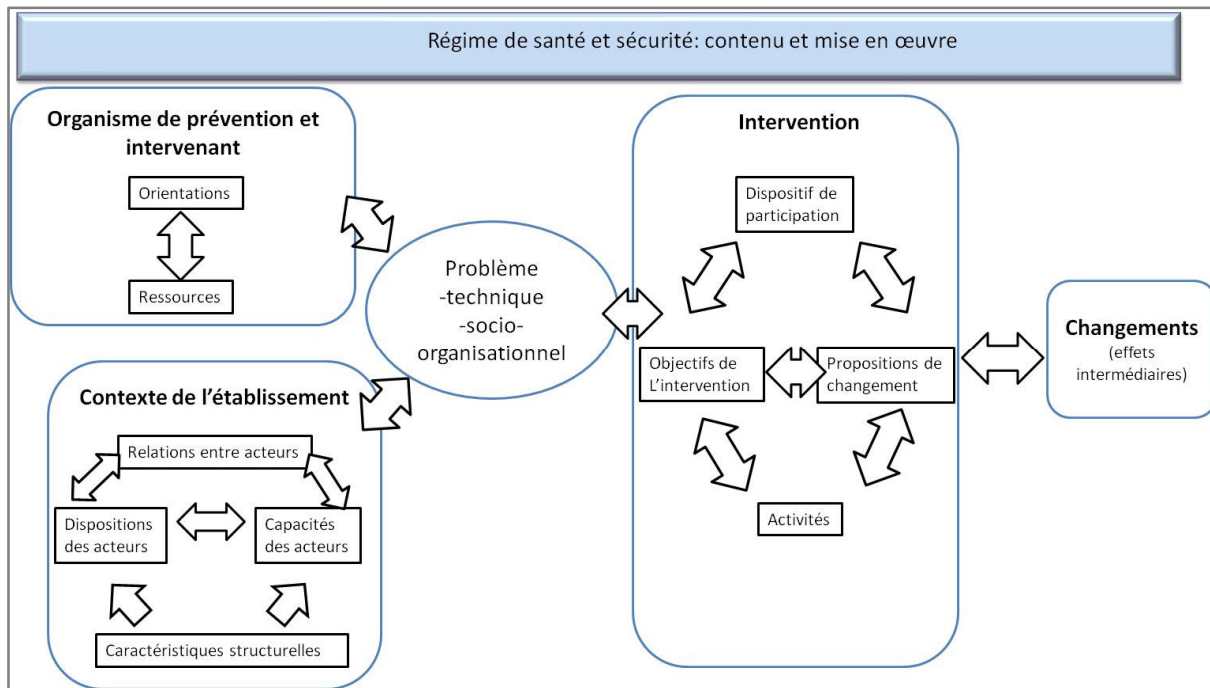 Régime de santé et sécurité: contenu et mise en œuvre
Organisme de prévention et
intervenant
Orientations
Ressources
Contexte de l'établissement
Relations entre acteurs
Dispositions
des acteurs
Capacités
des acteurs
Caractéristiques structurelles
Problème
-technique
-socio-
organisationnel
Intervention
Dispositif de
participation
Objectifs de
L'intervention
Propositions de
changement
Activités
Changements
(effets
intermédiaires)